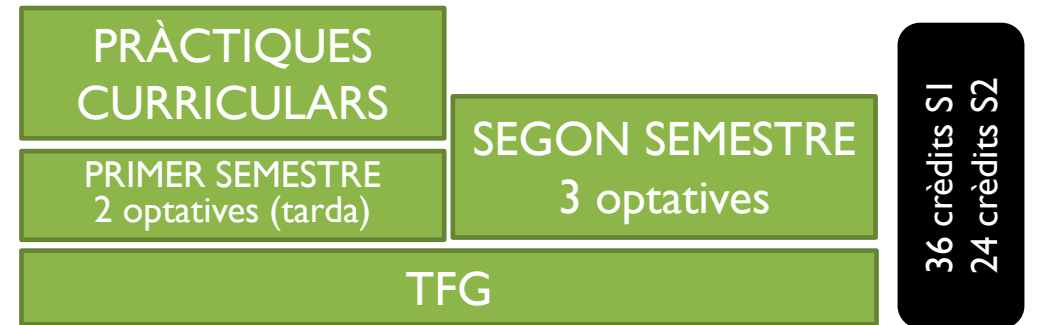 PRÀCTIQUES
CURRICULARS
PRIMER SEMESTRE
2 optatives (tarda)
SEGON SEMESTRE
3 optatives
TFG
36 crèdits S1
24 crèdits S2